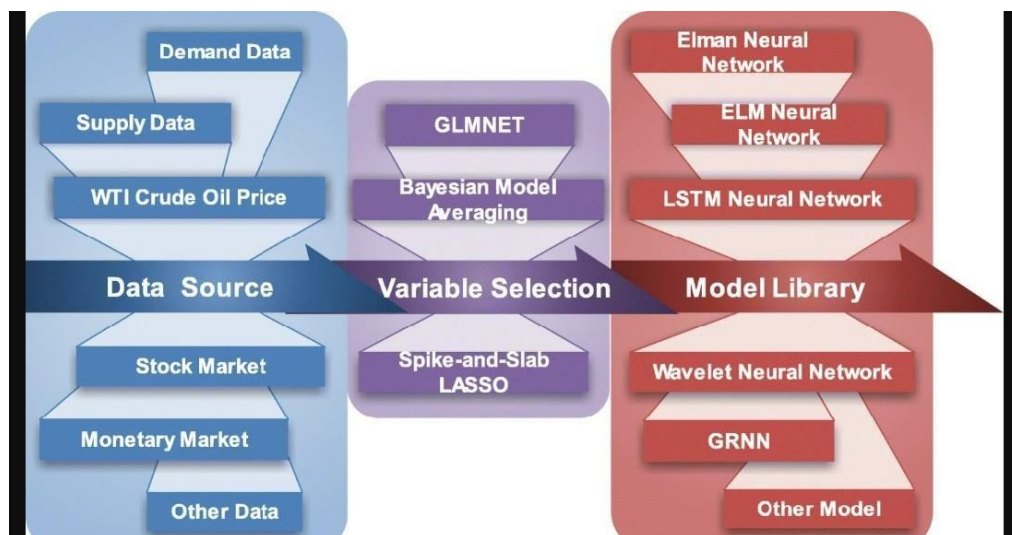 Demand Data
Supply Data
WTI Crude Oil Price
Data Source
Stock Market
Monetary Market
Other Data
GLMNET
Bayesian Model
Averaging
Variable Selection
Spike-and-Slab
LASSO
Elman Neural
Network
ELM Neural
Network
LSTM Neural Network
Model Library
Wavelet Neural Network
GRNN
Other Model